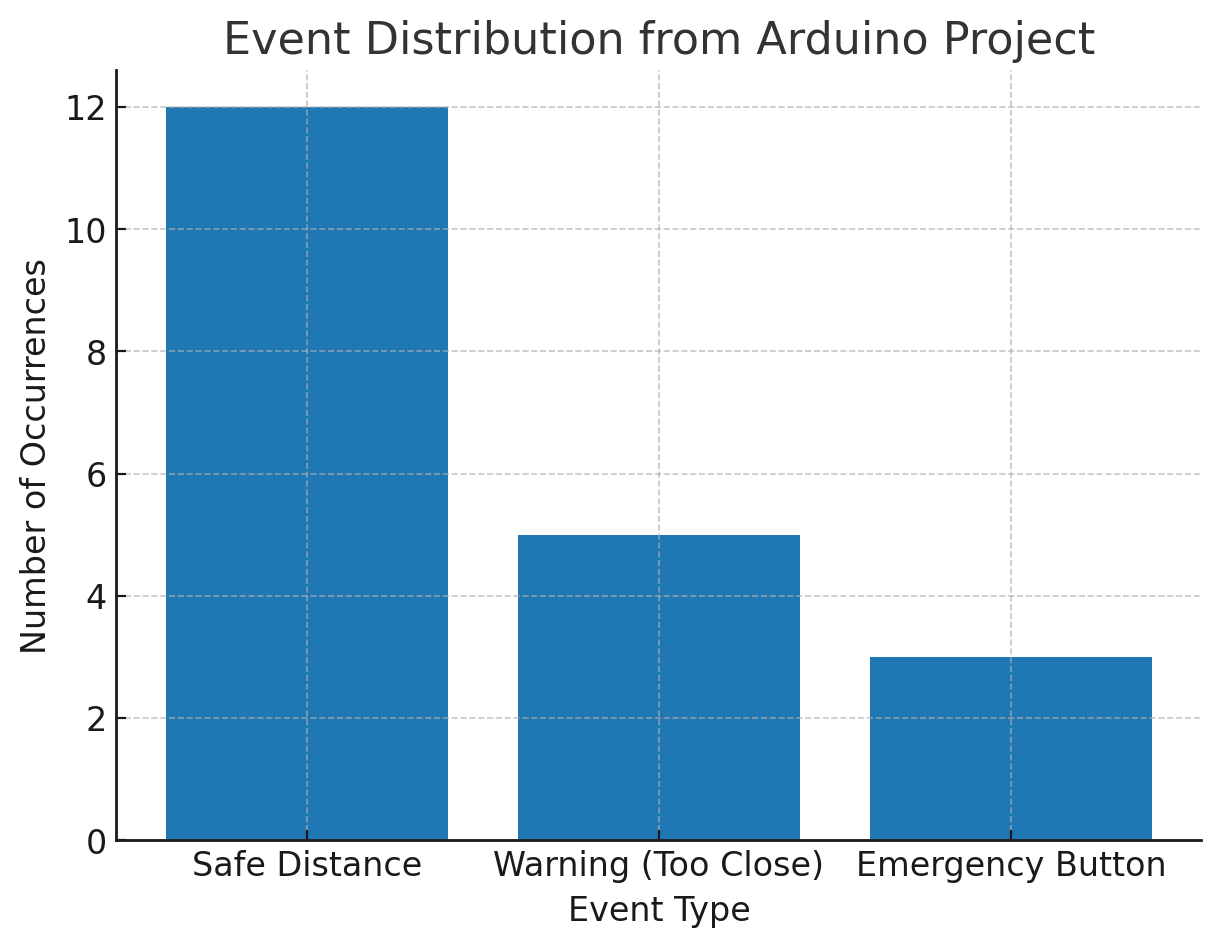 Event Distribution from Arduino Project
Number of Occurrences
12
10
8
6
4
2
0
Safe Distance Warning (Too Close) Emergency Button
Event Type